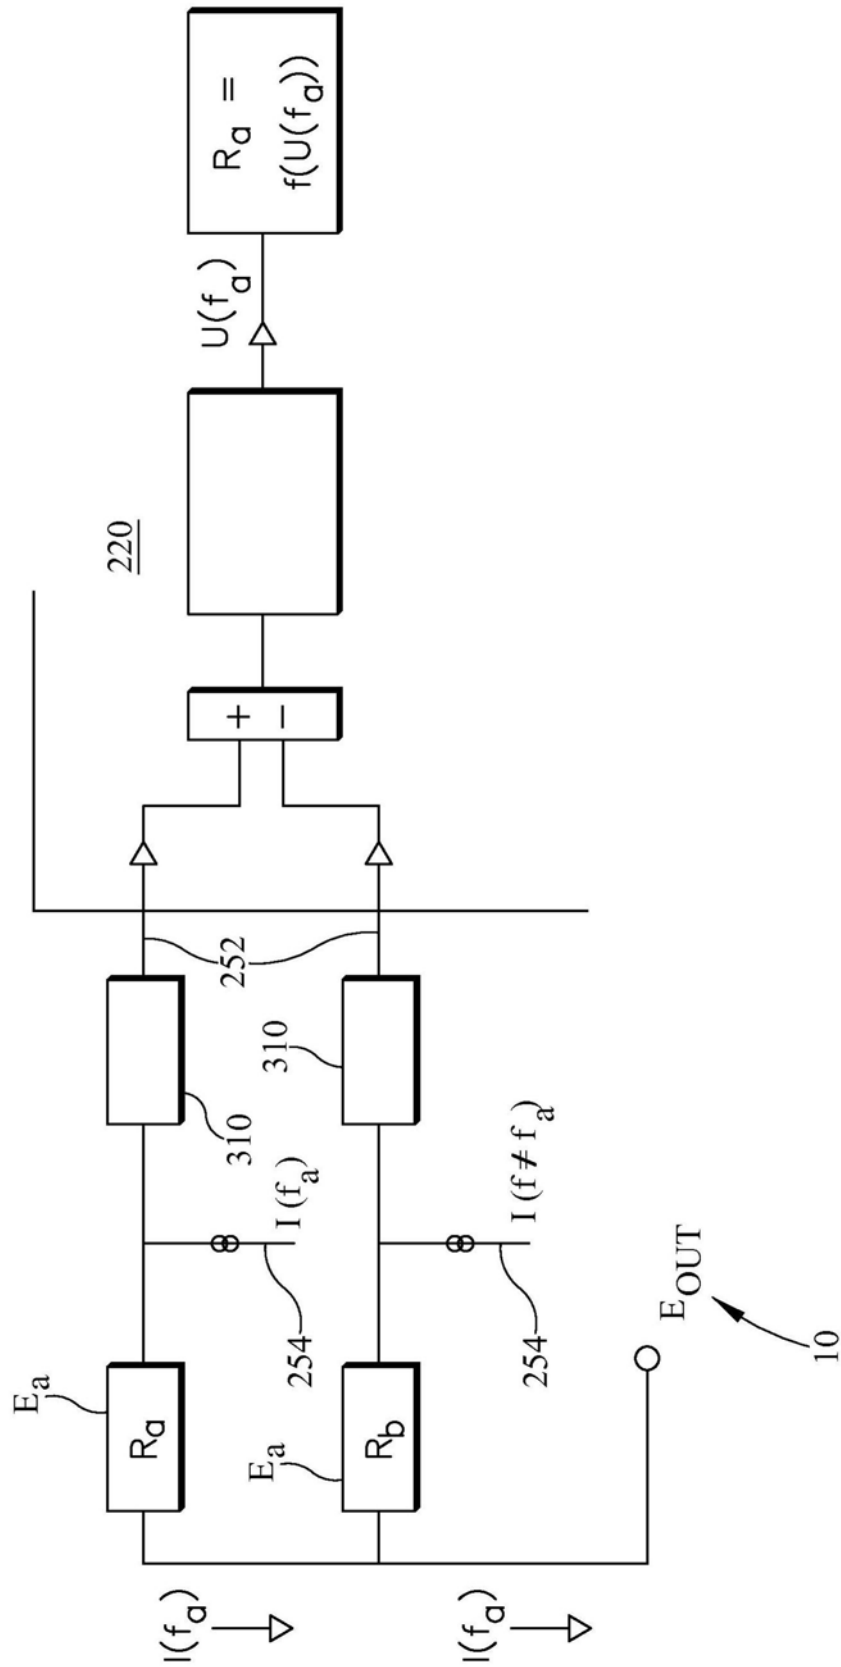 Eₐ
Rₐ
I(fₐ)
254
I(fₐ)
310
252
220
+
−
U(fₐ)
Rₐ =
f(U(fₐ))
Eₐ
R_b
254
I(f≠fₐ)
310
I(fₐ)
E_OUT
10